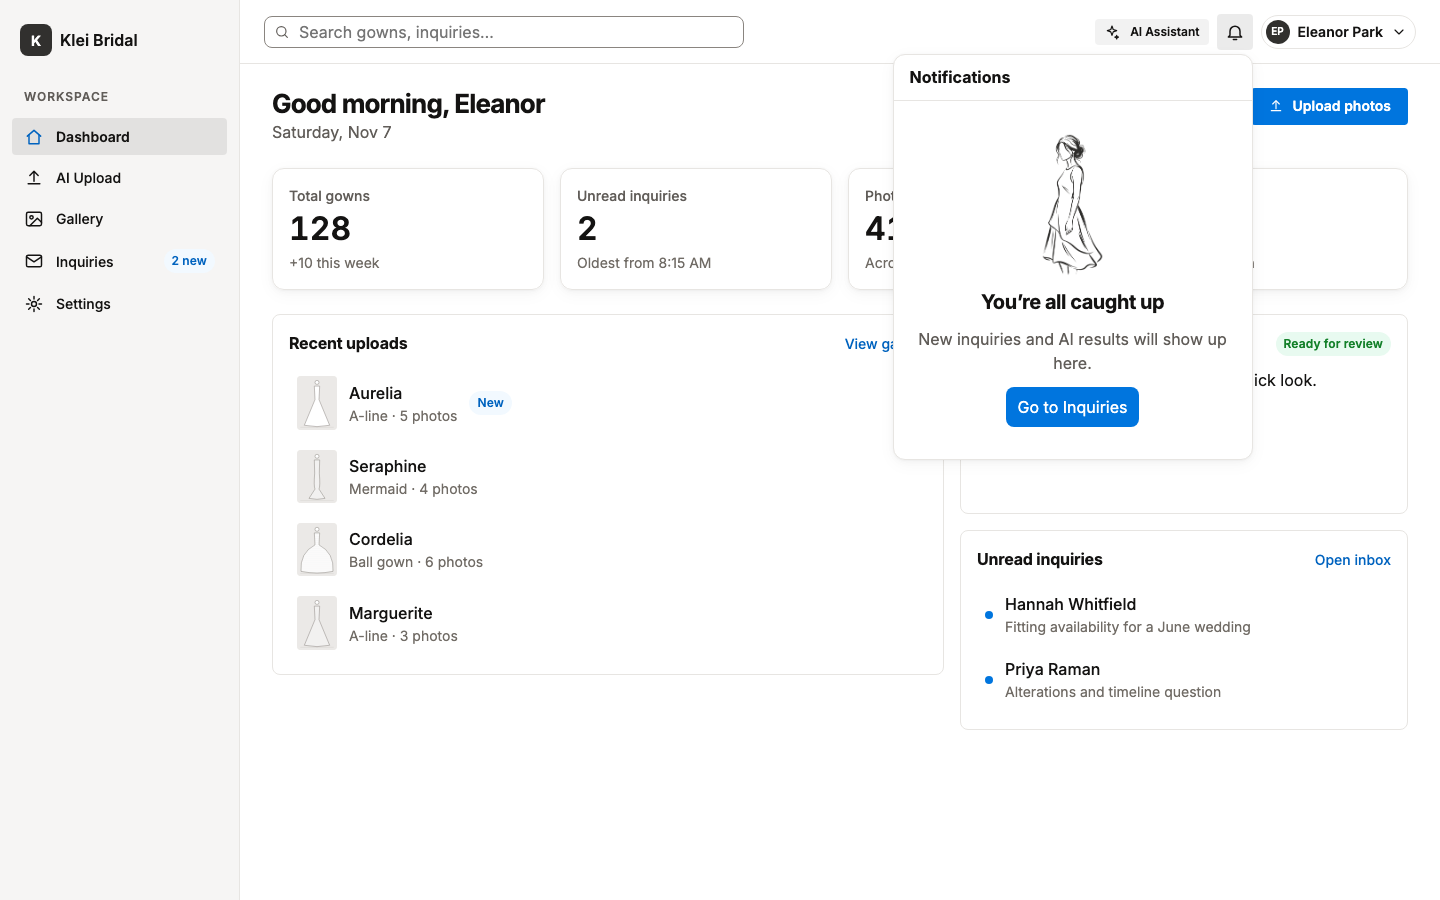 K Klei Bridal
WORKSPACE
Dashboard
AI Upload
Gallery
Inquiries 2 new
Settings
Search gowns, inquiries...
AI Assistant
EP Eleanor Park
Good morning, Eleanor
Saturday, Nov 7
Upload photos
Notifications
You’re all caught up
New inquiries and AI results will show up
here.
Go to Inquiries
Total gowns
128
+10 this week
Unread inquiries
2
Oldest from 8:15 AM
Recent uploads
Aurelia
A-line · 5 photos
New
Seraphine
Mermaid · 4 photos
Cordelia
Ball gown · 6 photos
Marguerite
A-line · 3 photos
View
Ready for review
look.
Unread inquiries
Open inbox
Hannah Whitfield
Fitting availability for a June wedding
Priya Raman
Alterations and timeline question